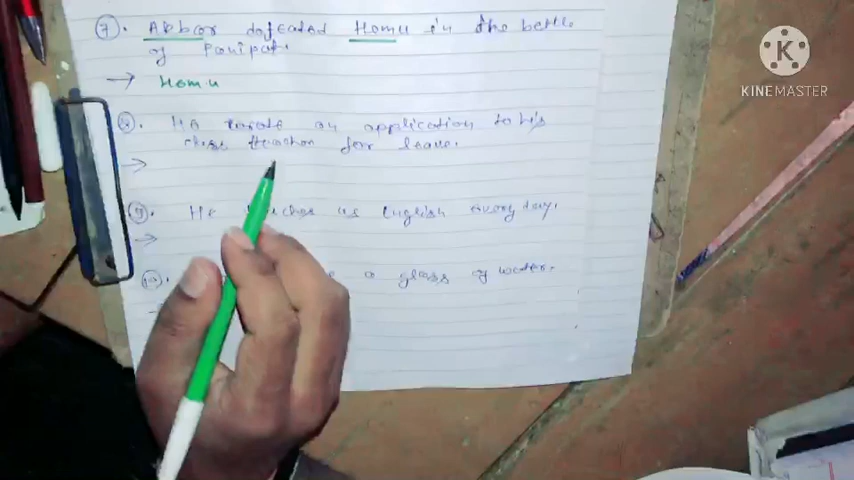 7. Akbar defeated Hemu in the battle
of Panipat.
→ Hemu
8. He wrote an application to his
class teacher for leave.
→
9. He teaches us English every day.
→
10. a glass of water.
KINEMASTER